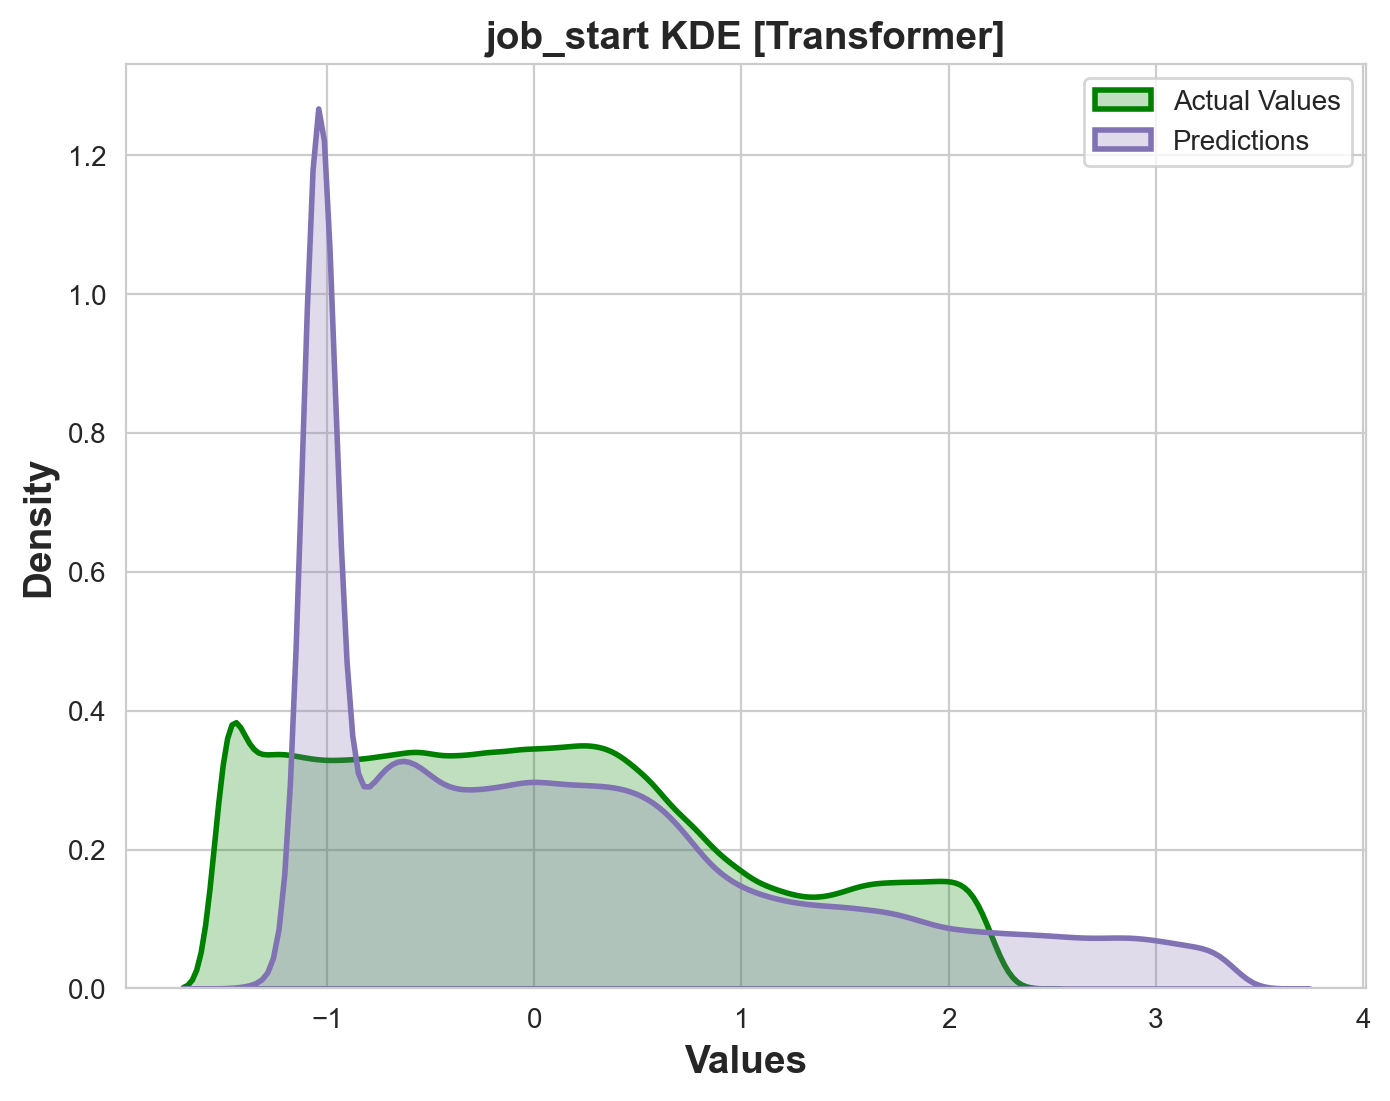 job_start KDE [Transformer]
Actual Values
Predictions
1.2
1.0
0.8
0.6
0.4
0.2
0.0
Density
−1
0
1
2
3
4
Values